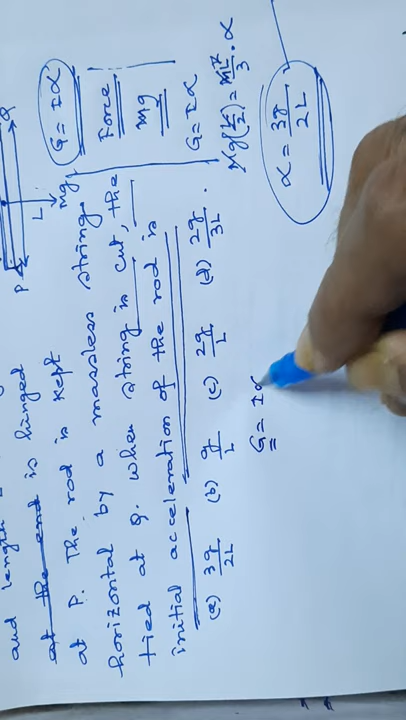 and length
at the end is hinged
at P. The rod is kept
horizontal by a massless string
tied at Q. when string is cut, the
initial acceleration of the rod is
(a) 3g/2L (b) g/L (c) 2g/L (d) 2g/3L.
G = Iα
P
L
Mg
Q
G = Iα
Force
Mg
G = Iα
Mg(L/2) = ML²/3 . α
α = 3g/2L